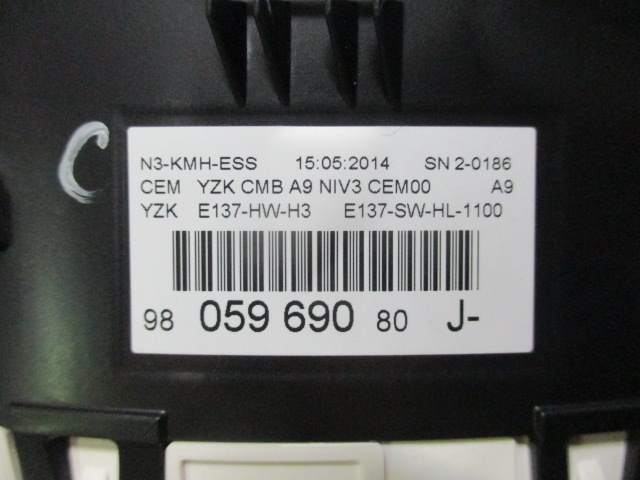 C
N3-KMH-ESS 15:05:2014 SN 2-0186
CEM YZK CMB A9 NIV3 CEM00 A9
YZK E137-HW-H3 E137-SW-HL-1100
98 059 690 80 J-